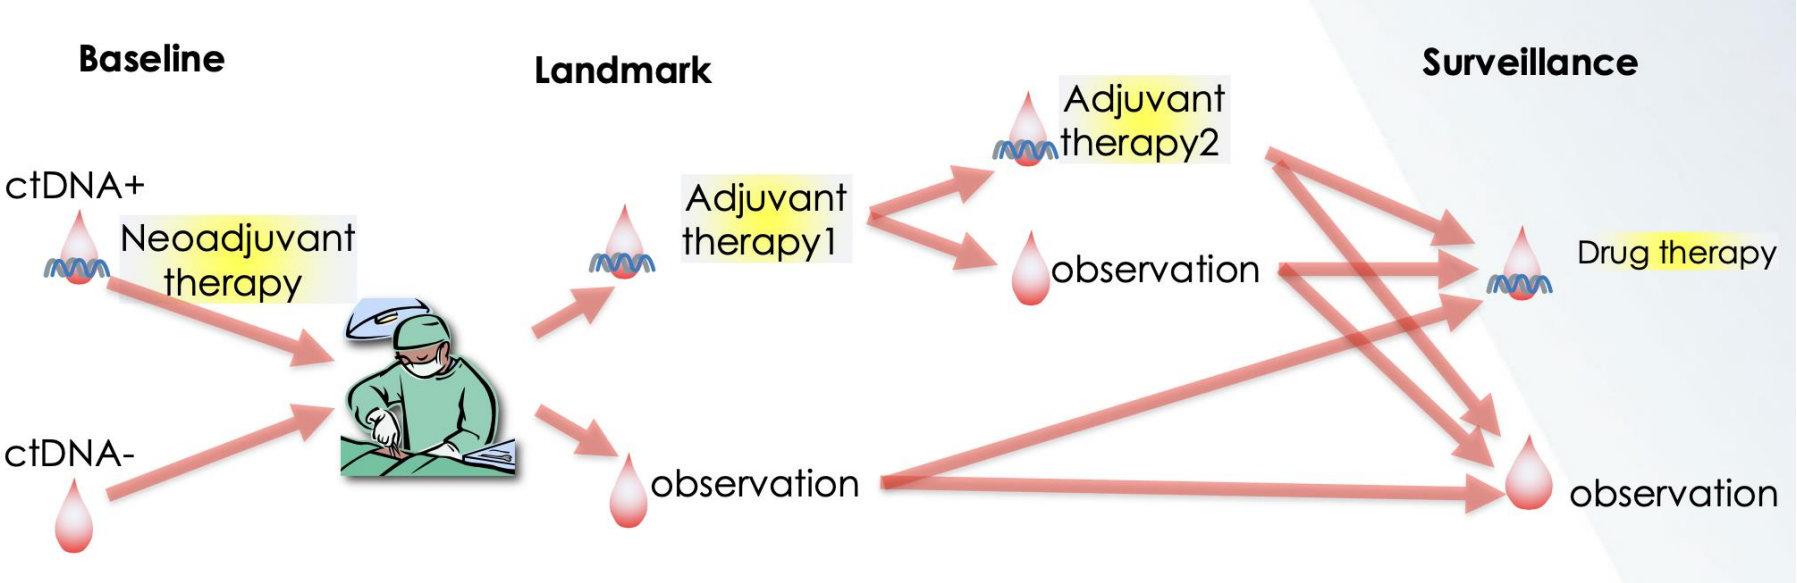 Baseline
Landmark
Surveillance
ctDNA+
Neoadjuvant
therapy
Adjuvant
therapy1
Adjuvant
therapy2
observation
Drug therapy
ctDNA-
observation
observation